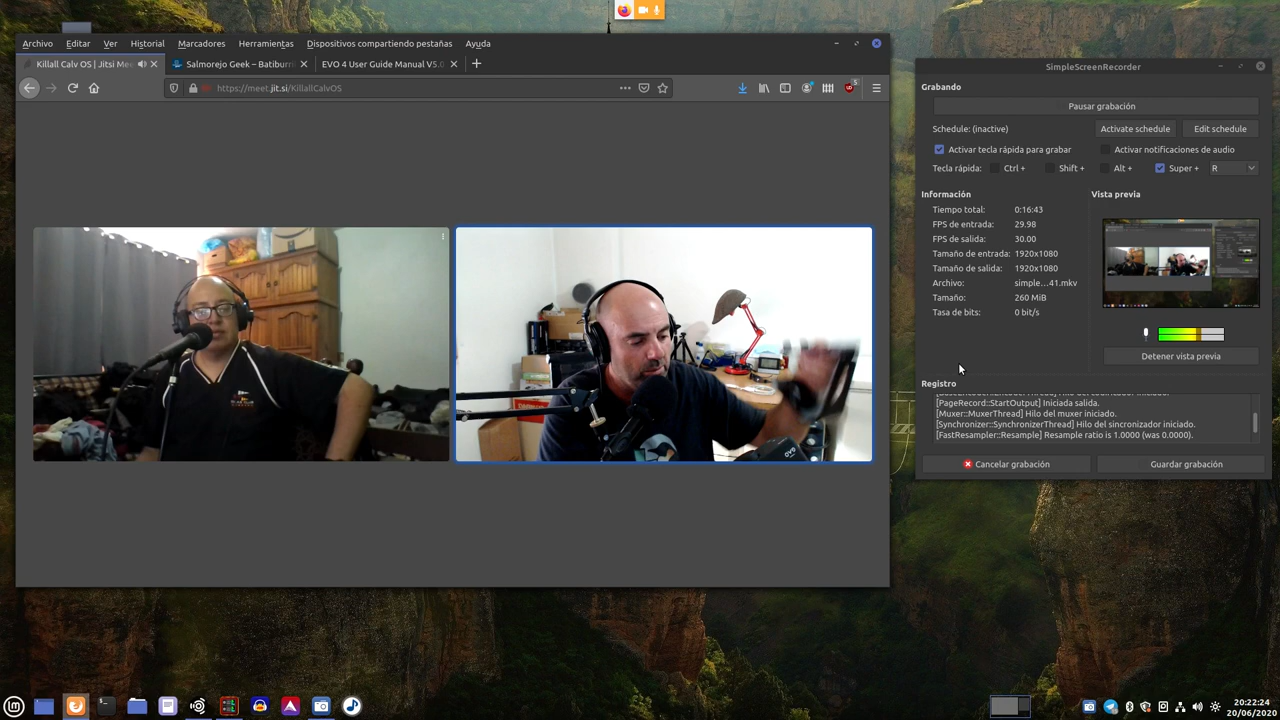 Archivo Editar Ver Historial Marcadores Herramientas Dispositivos compartiendo pestañas Ayuda
Killall Calv OS | Jitsi Mee
Salmorejo Geek – Batiburri
EVO 4 User Guide Manual V5.0
https://meet.jit.si/KillallCalvOS
5
SimpleScreenRecorder
Grabando
Pausar grabación
Schedule: (inactive)
Activate schedule
Edit schedule
Activar tecla rápida para grabar
Activar notificaciones de audio
Tecla rápida: Ctrl + Shift + Alt + Super + R
Información
Vista previa
Tiempo total: 0:16:43
FPS de entrada: 29.98
FPS de salida: 30.00
Tamaño de entrada: 1920x1080
Tamaño de salida: 1920x1080
Archivo: simple...41.mkv
Tamaño: 260 MiB
Tasa de bits: 0 bit/s
Detener vista previa
Registro
[PageRecord::StartOutput] Iniciada salida.
[Muxer::MuxerThread] Hilo del muxer iniciado.
[Synchronizer::SynchronizerThread] Hilo del sincronizador iniciado.
[FastResampler::Resample] Resample ratio is 1.0000 (was 0.0000).
Cancelar grabación
Guardar grabación
20:22:24
20/06/2020